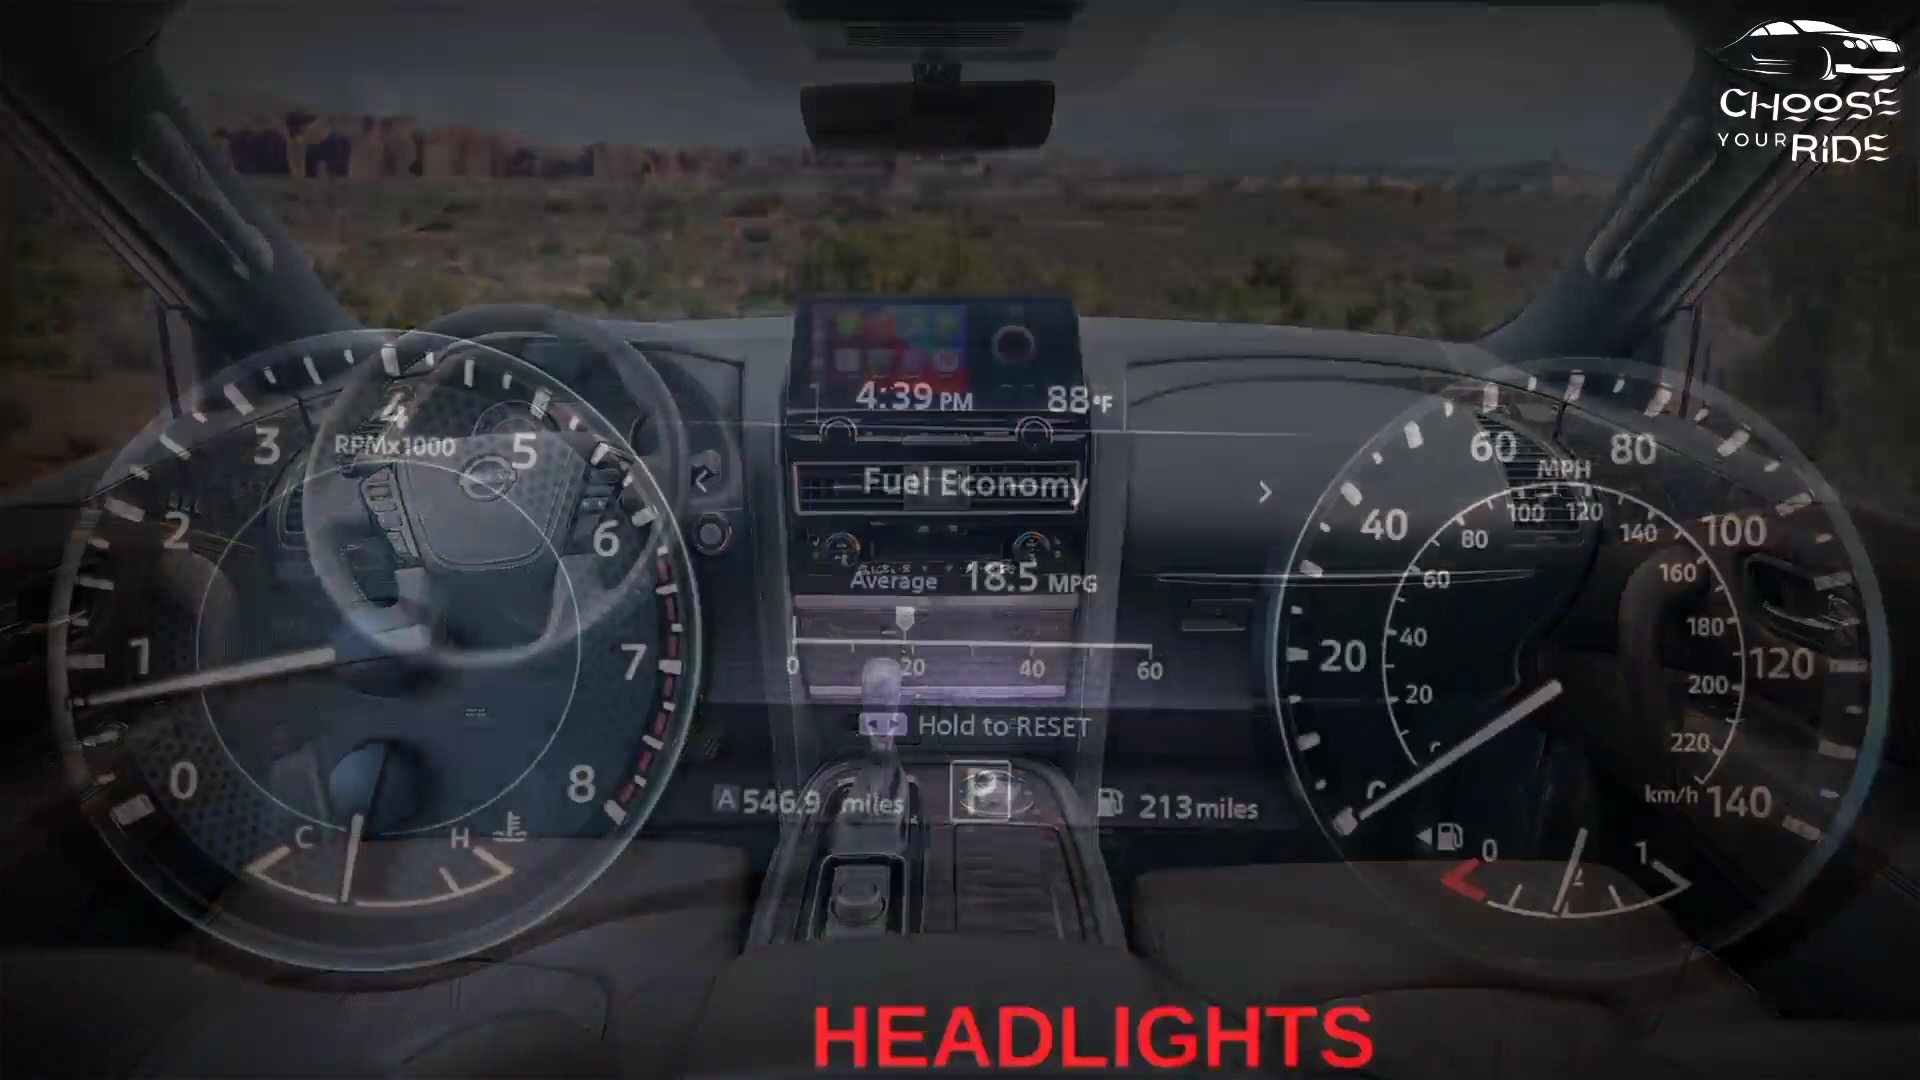 CHOOSE
YOUR RiDE
4:39 PM 88°F
Fuel Economy
Average 18.5 MPG
0 20 40 60
Hold to RESET
A 546.9 miles 213 miles
RPMx1000
0 1 2 3 4 5 6 7 8
C H
MPH
20 40 60 80 100 120 140
20 40 60 80 100 120 140 160 180 200 220
km/h
0 1
HEADLIGHTS